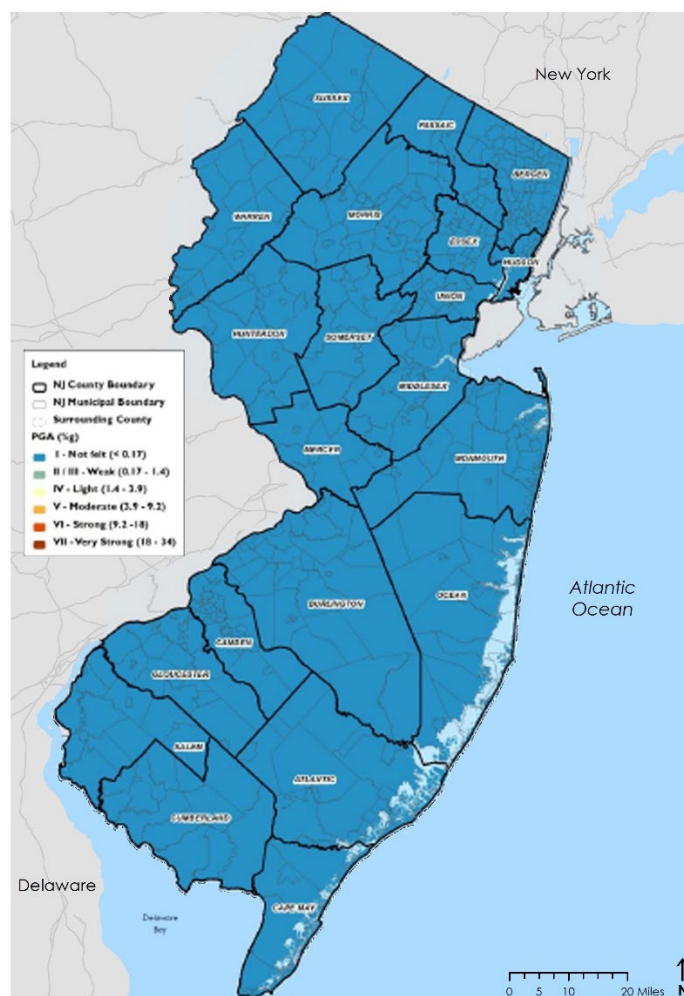 New York
SUSSEX
PASSAIC
BERGEN
WARREN
MORRIS
ESSEX
HUDSON
UNION
HUNTERDON
SOMERSET
MIDDLESEX
MERCER
MONMOUTH
Legend
NJ County Boundary
NJ Municipal Boundary
Surrounding County
PGA (%g)
I - Not felt (< 0.17)
II / III - Weak (0.17 - 1.4)
IV - Light (1.4 - 3.9)
V - Moderate (3.9 - 9.2)
VI - Strong (9.2 -18)
VII - Very Strong (18 - 34)
OCEAN
Atlantic
Ocean
BURLINGTON
CAMDEN
GLOUCESTER
SALEM
ATLANTIC
CUMBERLAND
Delaware
CAPE MAY
Delaware
Bay
0 5 10 20 Miles
N